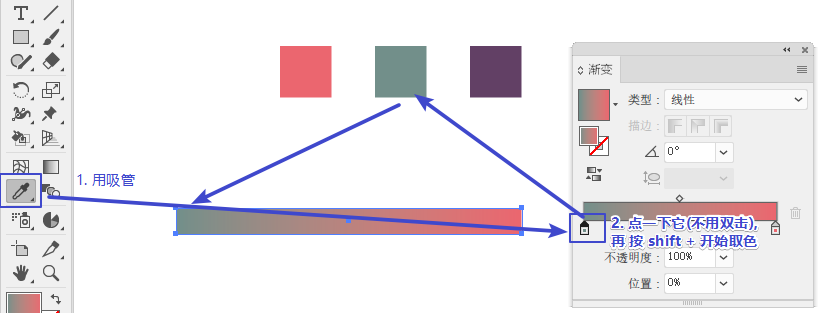 渐变
类型：
线性
描边：
1. 用吸管
0°
2. 点一下它(不用双击),
再 按 shift + 开始取色
不透明度：
100%
位置：
0%